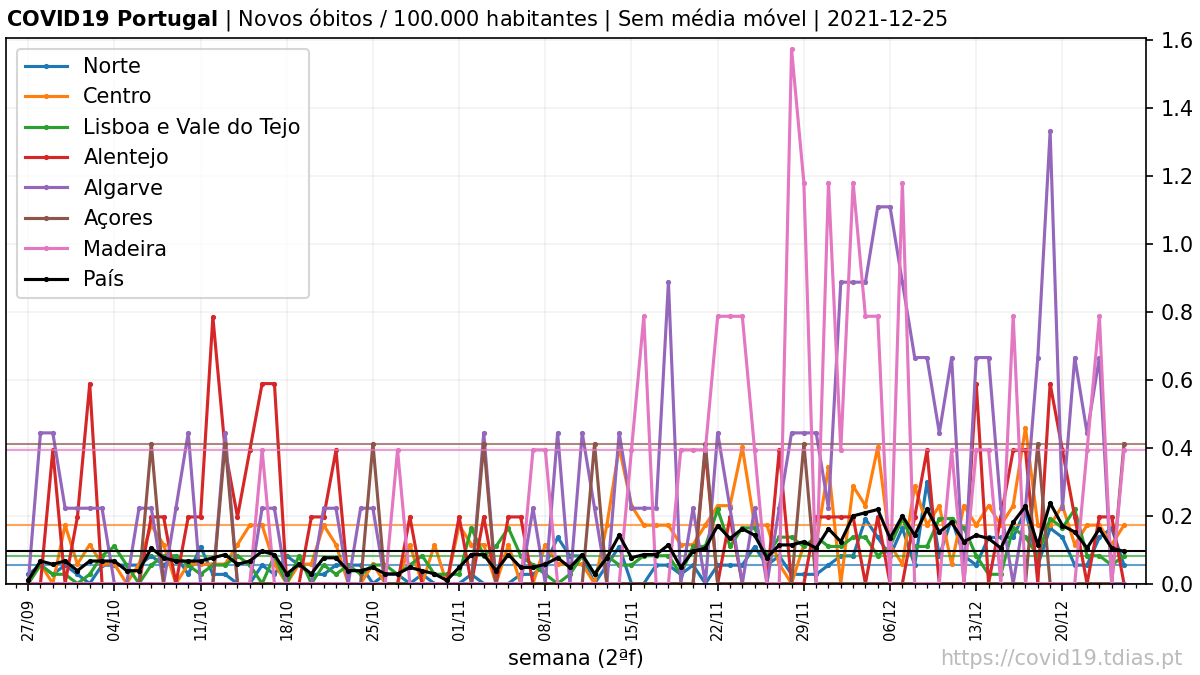 COVID19 Portugal | Novos óbitos / 100.000 habitantes | Sem média móvel | 2021-12-25
Norte
Centro
Lisboa e Vale do Tejo
Alentejo
Algarve
Açores
Madeira
País
1.6
1.4
1.2
1.0
0.8
0.6
0.4
0.2
0.0
27/09
04/10
11/10
18/10
25/10
01/11
08/11
15/11
22/11
29/11
06/12
13/12
20/12
semana (2ªf)
https://covid19.tdias.pt